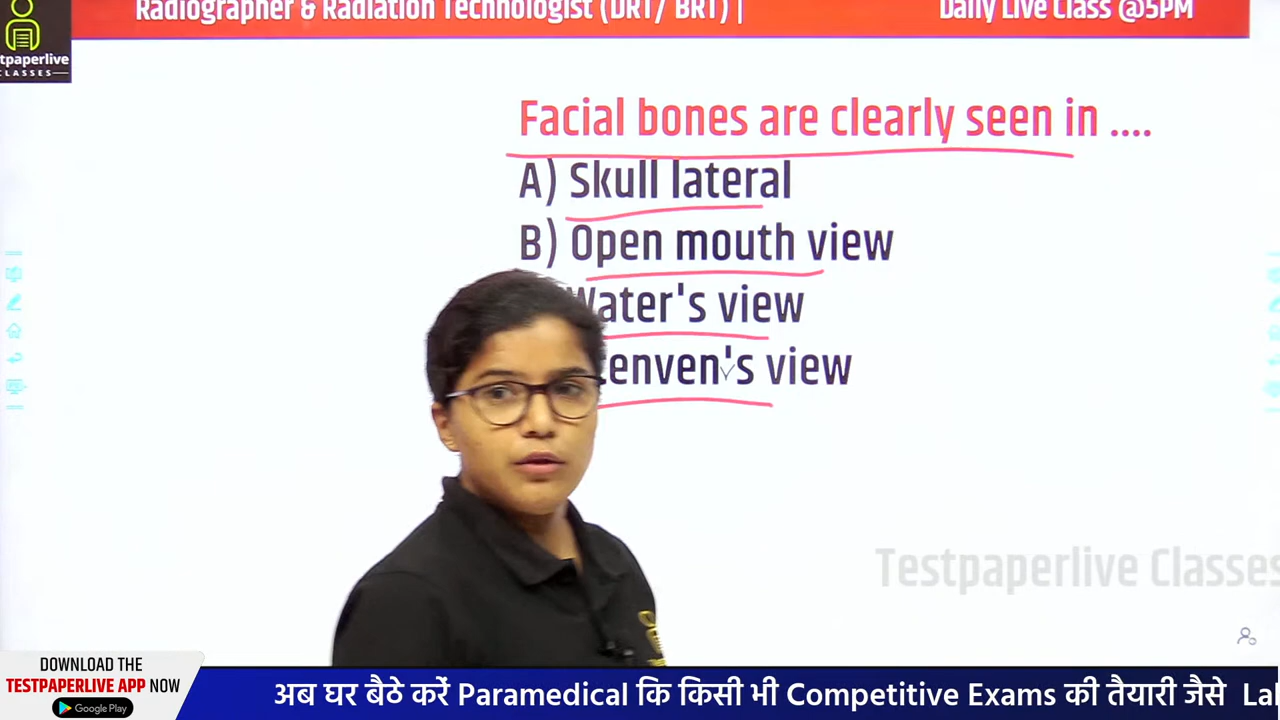 Radiographer & Radiation Technologist (DRT/ BRT) |
Daily Live Class @5PM
tpaperlive
CLASSES
Facial bones are clearly seen in ....
A) Skull lateral
B) Open mouth view
Water's view
enven's view
Testpaperlive Classes
DOWNLOAD THE
TESTPAPERLIVE APP NOW
Google Play
अब घर बैठे करें Paramedical कि किसी भी Competitive Exams की तैयारी जैसे Lal